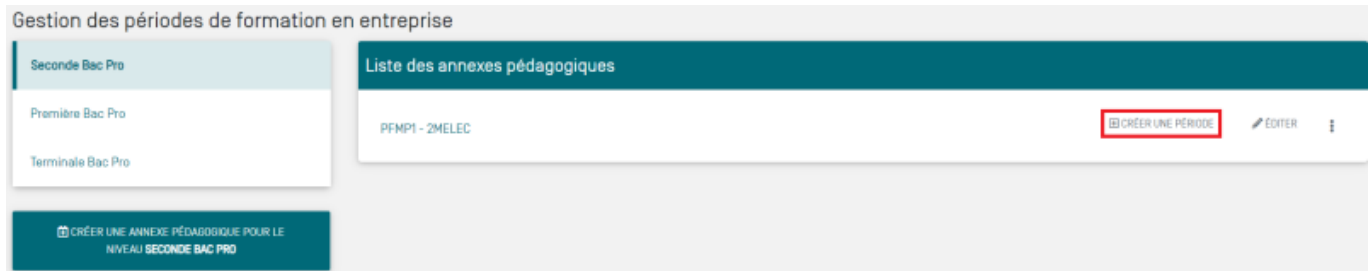 Gestion des périodes de formation en entreprise
Seconde Bac Pro
Première Bac Pro
Terminale Bac Pro
CRÉER UNE ANNEXE PÉDAGOGIQUE POUR LE
NIVEAU SECONDE BAC PRO
Liste des annexes pédagogiques
PFMP1 - 2MELEC
CRÉER UNE PÉRIODE
ÉDITER